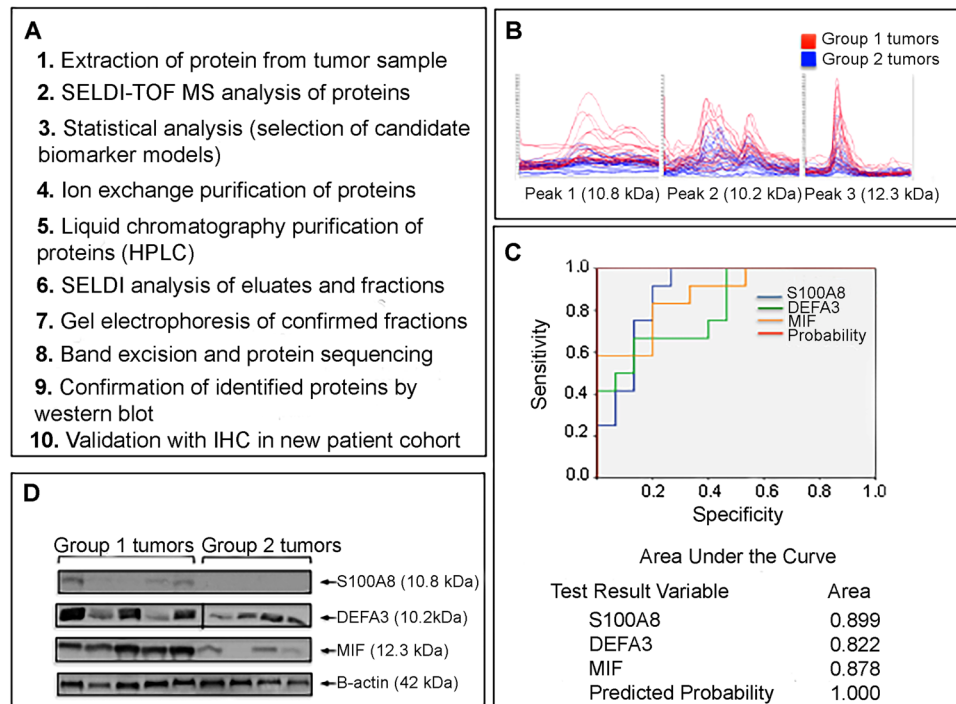 A
1. Extraction of protein from tumor sample
2. SELDI-TOF MS analysis of proteins
3. Statistical analysis (selection of candidate
biomarker models)
4. Ion exchange purification of proteins
5. Liquid chromatography purification of
proteins (HPLC)
6. SELDI analysis of eluates and fractions
7. Gel electrophoresis of confirmed fractions
8. Band excision and protein sequencing
9. Confirmation of identified proteins by
western blot
10. Validation with IHC in new patient cohort
B
Group 1 tumors
Group 2 tumors
Peak 1 (10.8 kDa)
Peak 2 (10.2 kDa)
Peak 3 (12.3 kDa)
C
Sensitivity
1.0
0.8
0.6
0.4
0.2
0.0
S100A8
DEFA3
MIF
Probability
0.2
0.4
0.6
0.8
1.0
Specificity
Area Under the Curve
Test Result Variable Area
S100A8 0.899
DEFA3 0.822
MIF 0.878
Predicted Probability 1.000
D
Group 1 tumors Group 2 tumors
S100A8 (10.8 kDa)
DEFA3 (10.2kDa)
MIF (12.3 kDa)
B-actin (42 kDa)